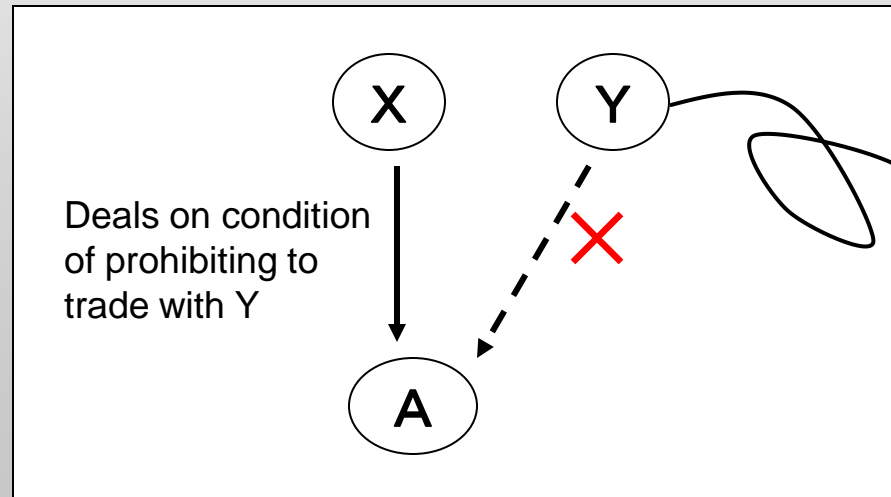 X
Y
Deals on condition
of prohibiting to
trade with Y
A